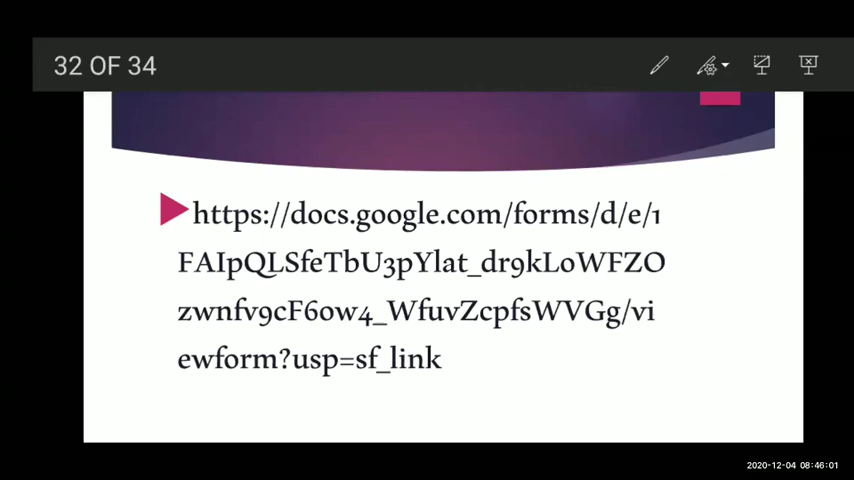 32 OF 34
https://docs.google.com/forms/d/e/1
FAIpQLSfeTbU3pYlat_dr9kLoWFZO
zwnfv9cF6ow4_WfuvZcpfsWVGg/vi
ewform?usp=sf_link
2020-12-04 08:46:01